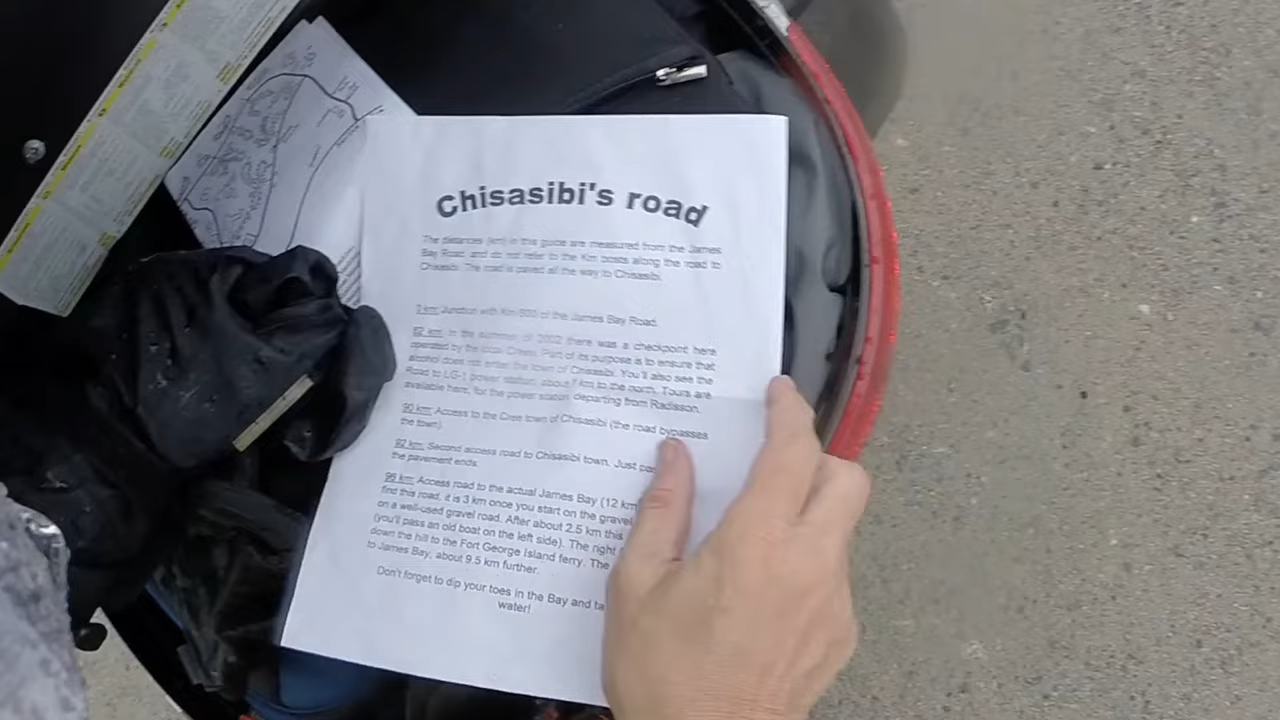 Chisasibi's road
The distances (km) in this guide are measured from the James
Bay Road, and do not refer to the Km posts along the road to
Chisasibi. The road is paved all the way to Chisasibi.
0 km: Junction with Km 600 of the James Bay Road.
82 km: In the summer of 2002 there was a checkpoint here
operated by the local Crees. Part of its purpose is to ensure that
alcohol does not enter the town of Chisasibi. You'll also see the
Road to LG-1 power station, about 7 km to the north. Tours are
available here, for the power station departing from Radisson.
90 km: Access to the Cree town of Chisasibi (the road bypasses
the town).
92 km: Second access road to Chisasibi town. Just
the pavement ends.
95 km: Access road to the actual James Bay (12 km
find this road, it is 3 km once you start on the gravel
on a well-used gravel road. After about 2.5 km this
(you'll pass an old boat on the left side). The right
down the hill to the Fort George Island ferry. The
to James Bay, about 9.5 km further.
Don't forget to dip your toes in the Bay and
water!